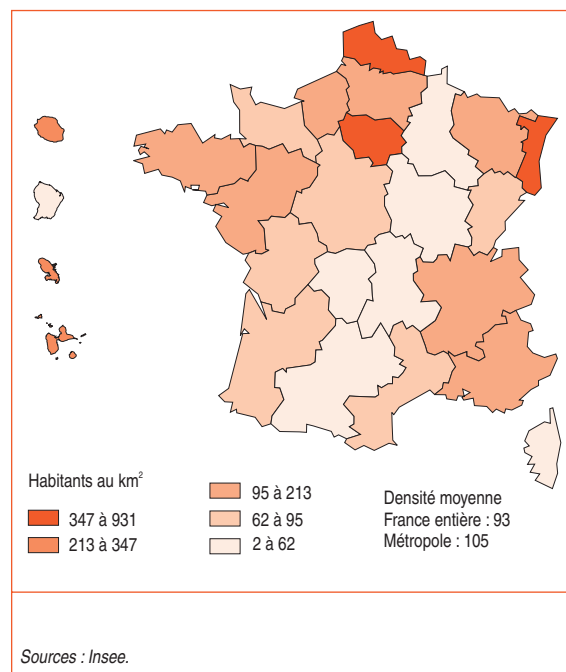 Habitants au km²
347 à 931
213 à 347
95 à 213
62 à 95
2 à 62
Densité moyenne
France entière : 93
Métropole : 105
Sources : Insee.